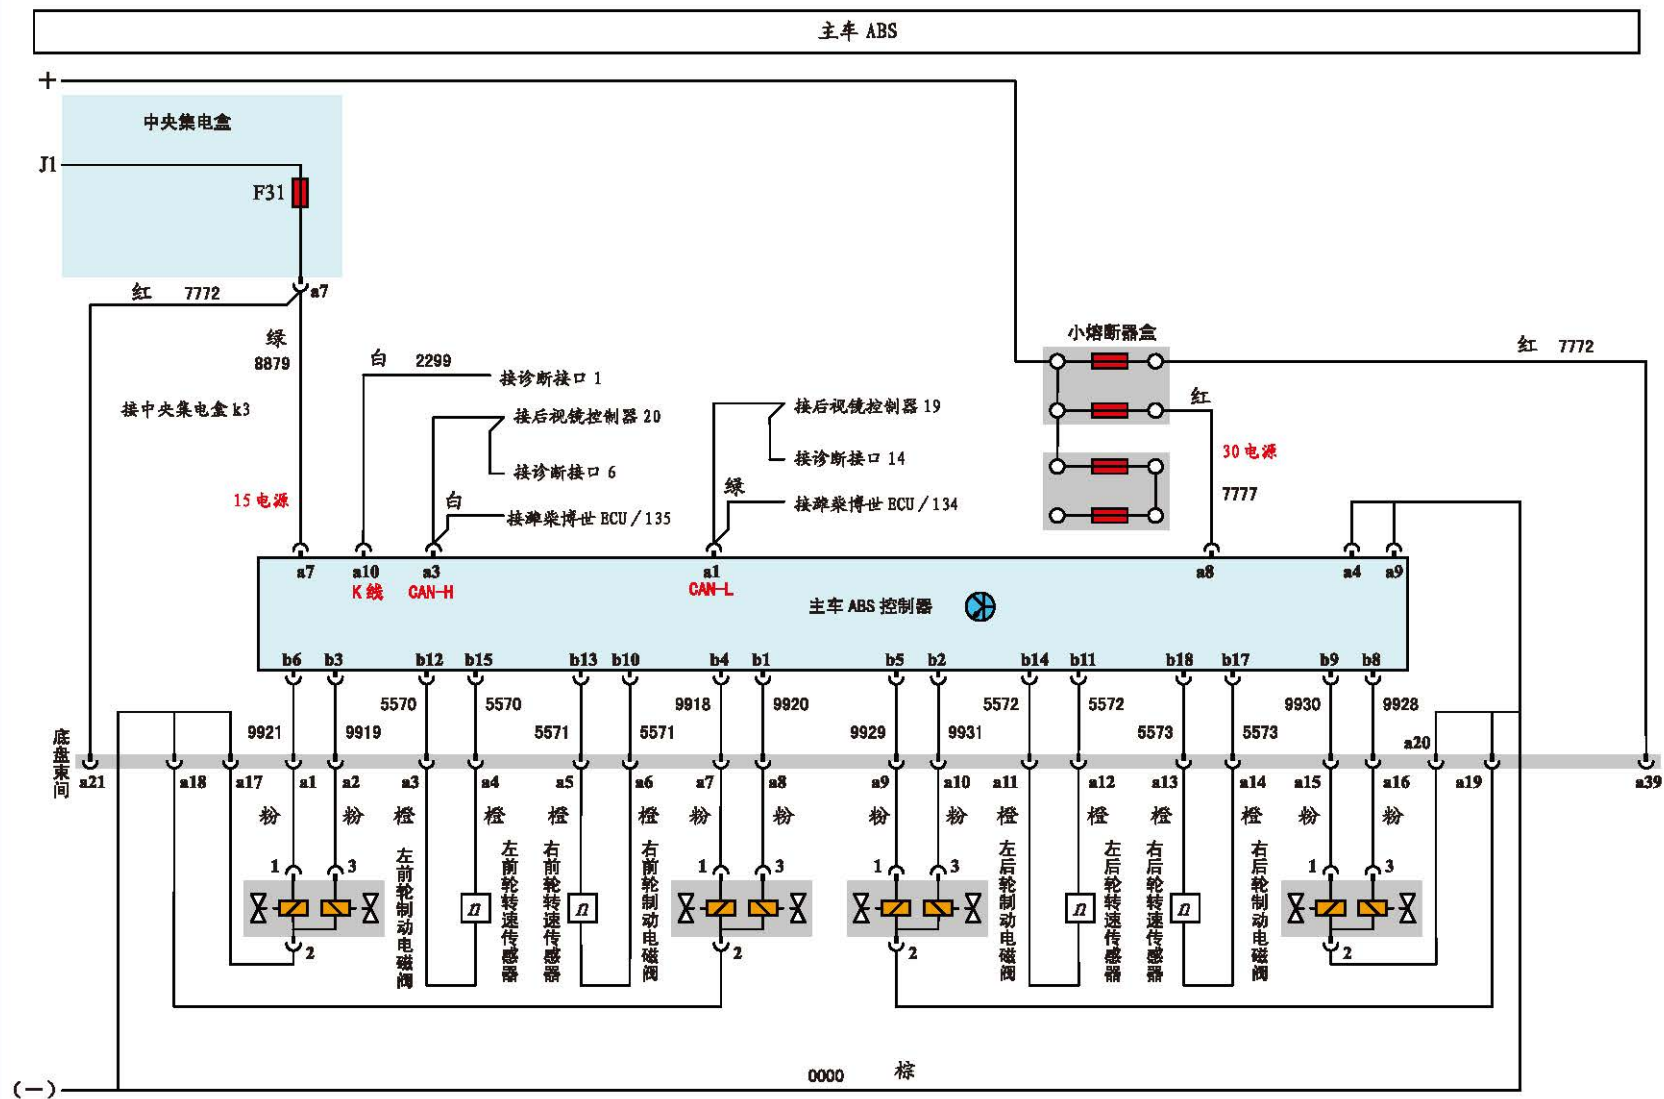 主车 ABS
+
中央集电盒
J1
F31
a7
红 7772
绿
8879
接中央集电盒 k3
15 电源
白 2299
接诊断接口 1
接后视镜控制器 20
接诊断接口 6
白
接潍柴博世 ECU/135
接后视镜控制器 19
接诊断接口 14
绿
接潍柴博世 ECU/134
小熔断器盒
红 7772
红
30 电源
7777
a7 a10 a3 a1 a8 a4 a9
K 线 CAN-H CAN-L
主车 ABS 控制器
b6 b3 b12 b15 b13 b10 b4 b1 b5 b2 b14 b11 b18 b17 b9 b8
5570 5570 9918 9920 5572 5572 9930 9928
9921 9919 5571 5571 9929 9931 5573 5573
a20
底盘束间
a21 a18 a17 a1 a2 a3 a4 a5 a6 a7 a8 a9 a10 a11 a12 a13 a14 a15 a16 a19 a39
粉 粉 橙 橙 橙 橙 粉 粉 粉 粉 橙 橙 橙 橙 粉 粉
左前轮制动电磁阀
左前轮转速传感器
右前轮转速传感器
右前轮制动电磁阀
左后轮制动电磁阀
左后轮转速传感器
右后轮转速传感器
右后轮制动电磁阀
1 3 1 3 1 3 1 3
n n n n
2 2 2 2
0000 棕
(—)